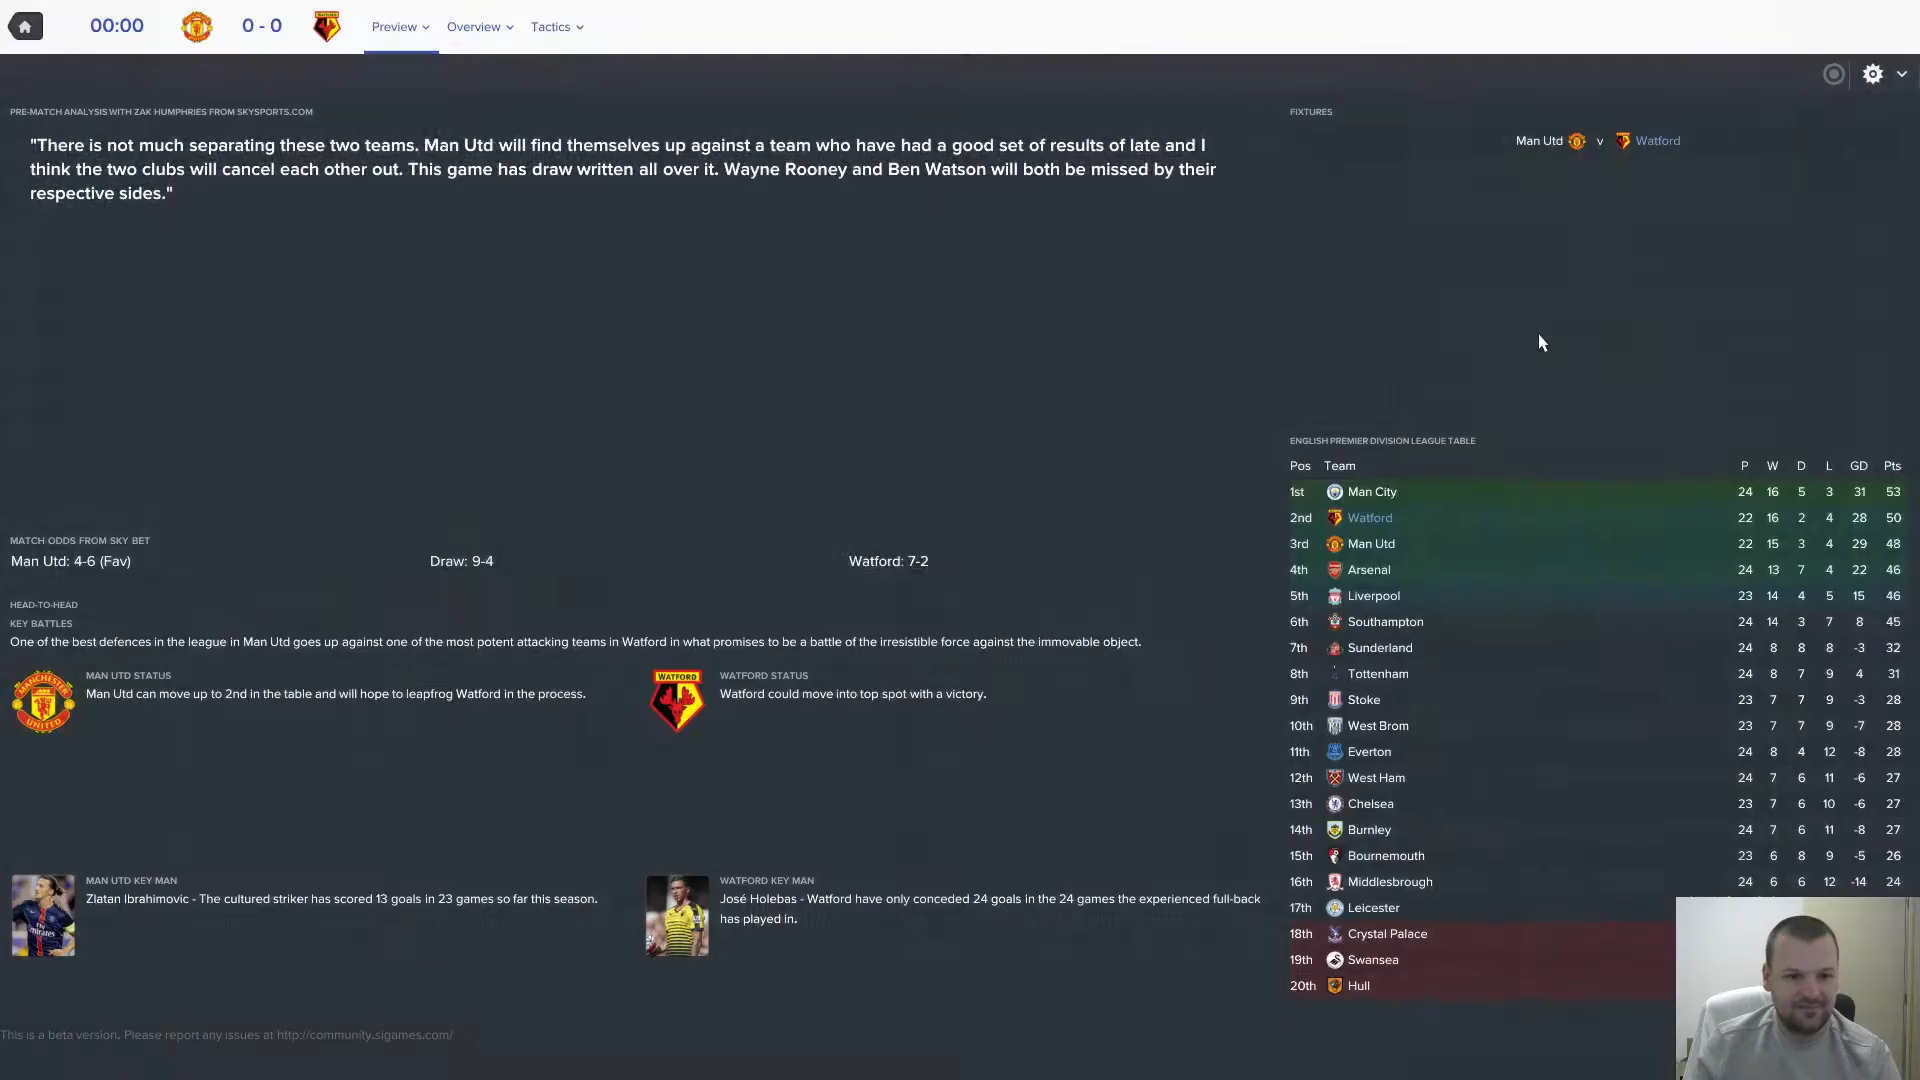 00:00 0 - 0 Preview Overview Tactics
PRE-MATCH ANALYSIS WITH ZAK HUMPHRIES FROM SKYSPORTS.COM
"There is not much separating these two teams. Man Utd will find themselves up against a team who have had a good set of results of late and I
think the two clubs will cancel each other out. This game has draw written all over it. Wayne Rooney and Ben Watson will both be missed by their
respective sides."
MATCH ODDS FROM SKY BET
Man Utd: 4-6 (Fav) Draw: 9-4 Watford: 7-2
HEAD-TO-HEAD
KEY BATTLES
One of the best defences in the league in Man Utd goes up against one of the most potent attacking teams in Watford in what promises to be a battle of the irresistible force against the immovable object.
MANCHESTER
UNITED
MAN UTD STATUS
Man Utd can move up to 2nd in the table and will hope to leapfrog Watford in the process.
WATFORD
WATFORD STATUS
Watford could move into top spot with a victory.
MAN UTD KEY MAN
Zlatan Ibrahimovic - The cultured striker has scored 13 goals in 23 games so far this season.
WATFORD KEY MAN
José Holebas - Watford have only conceded 24 goals in the 24 games the experienced full-back
has played in.
This is a beta version. Please report any issues at http://community.sigames.com/
FIXTURES
Man Utd v Watford
ENGLISH PREMIER DIVISION LEAGUE TABLE
Pos Team P W D L GD Pts
1st Man City 24 16 5 3 31 53
2nd Watford 22 16 2 4 28 50
3rd Man Utd 22 15 3 4 29 48
4th Arsenal 24 13 7 4 22 46
5th Liverpool 23 14 4 5 15 46
6th Southampton 24 14 3 7 8 45
7th Sunderland 24 8 8 8 -3 32
8th Tottenham 24 8 7 9 4 31
9th Stoke 23 7 7 9 -3 28
10th West Brom 23 7 7 9 -7 28
11th Everton 24 8 4 12 -8 28
12th West Ham 24 7 6 11 -6 27
13th Chelsea 23 7 6 10 -6 27
14th Burnley 24 7 6 11 -8 27
15th Bournemouth 23 6 8 9 -5 26
16th Middlesbrough 24 6 6 12 -14 24
17th Leicester
18th Crystal Palace
19th Swansea
20th Hull